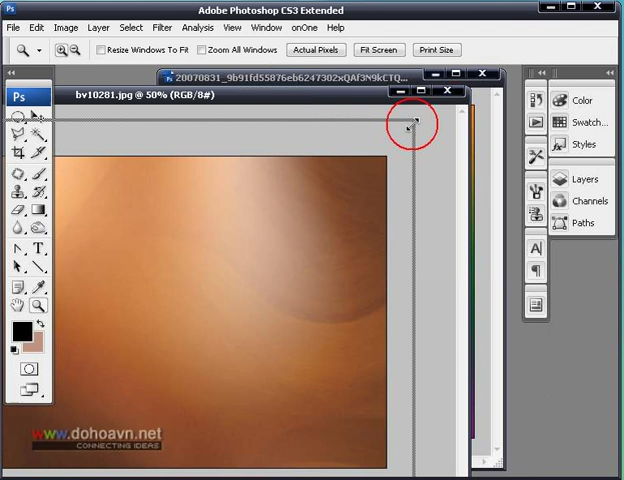 Ps
Adobe Photoshop CS3 Extended
File Edit Image Layer Select Filter Analysis View Window onOne Help
Resize Windows To Fit
Zoom All Windows
Actual Pixels
Fit Screen
Print Size
Ps
bv10281.jpg @ 50% (RGB/8#)
Color
Swatch...
Styles
Layers
Channels
Paths
T
A
www.dohoavn.net
CONNECTING IDEAS